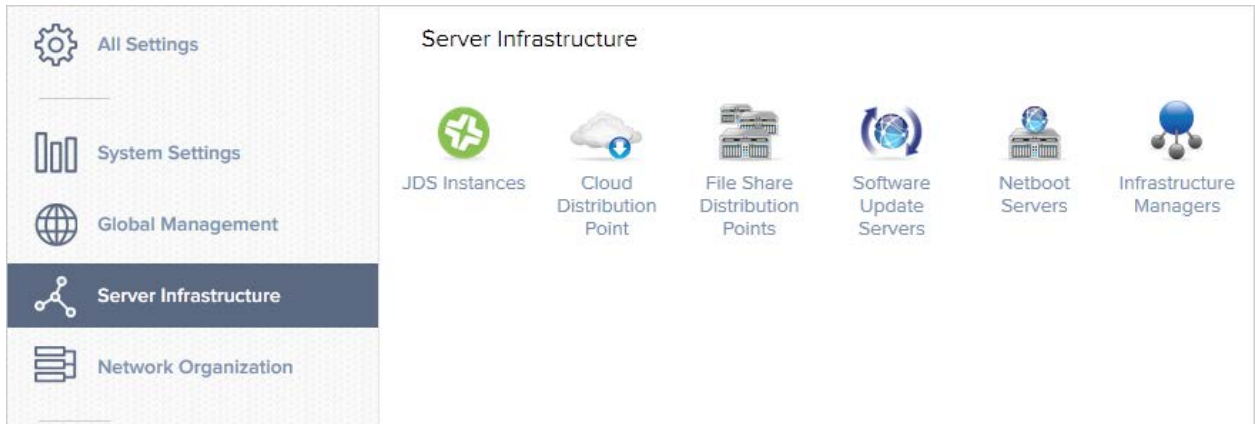 All Settings
System Settings
Global Management
Server Infrastructure
Network Organization
Server Infrastructure
JDS Instances
Cloud
Distribution
Point
File Share
Distribution
Points
Software
Update
Servers
Netboot
Servers
Infrastructure
Managers